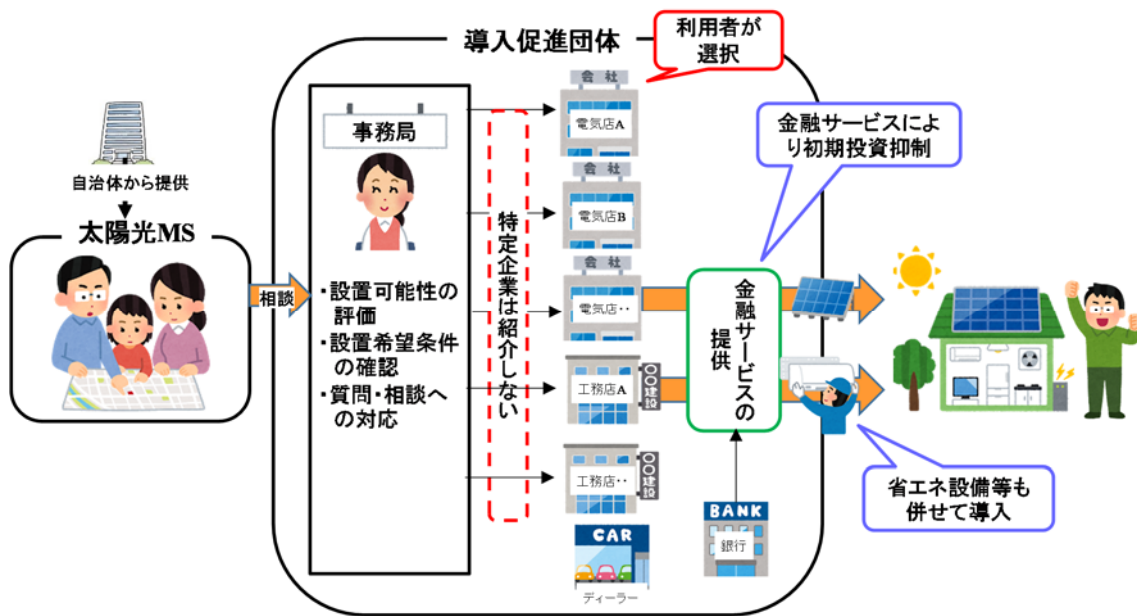 導入促進団体
利用者が
選択
自治体から提供
太陽光MS
相談
事務局
・設置可能性の
評価
・設置希望条件
の確認
・質問・相談へ
の対応
特定企業は紹介しない
会社
電気店A
会社
電気店B
会社
電気店・・
工務店A
〇〇建設
工務店・・
〇〇建設
CAR
ディーラー
金融サービスの
提供
BANK
銀行
金融サービスによ
り初期投資抑制
省エネ設備等も
併せて導入